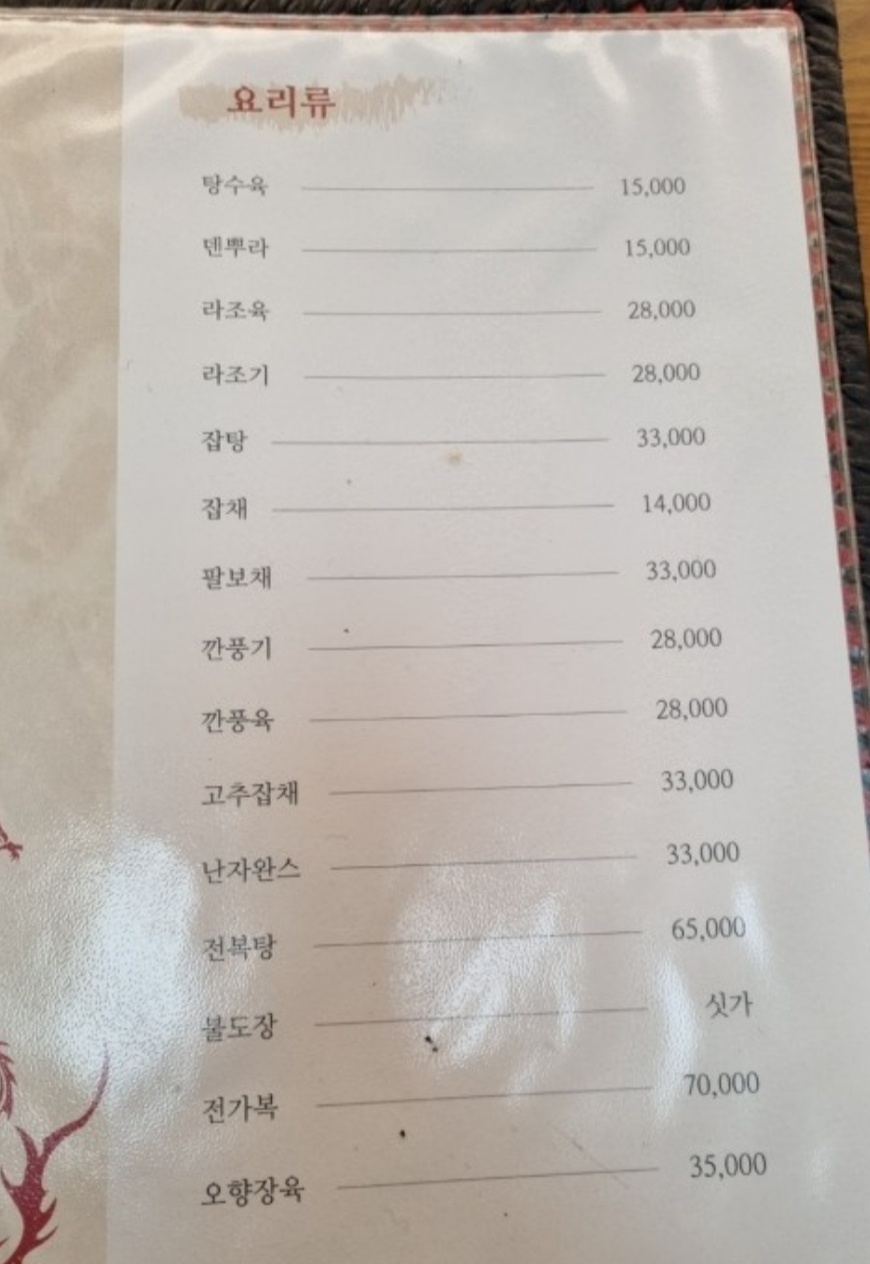 요리류
탕수육 15,000
덴뿌라 15,000
라조육 28,000
라조기 28,000
잡탕 33,000
잡채 14,000
팔보채 33,000
깐풍기 28,000
깐풍육 28,000
고추잡채 33,000
난자완스 33,000
전복탕 65,000
불도장 싯가
전가복 70,000
오향장육 35,000